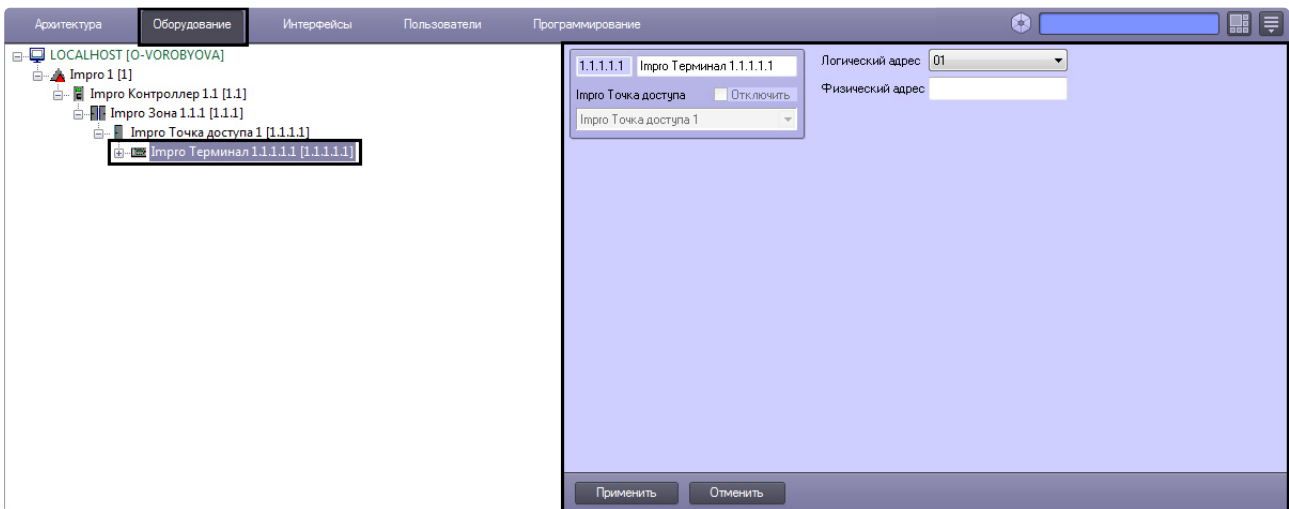 Архитектура Оборудование Интерфейсы Пользователи Программирование
LOCALHOST [O-VOROBYOVA]
Impro 1 [1]
Impro Контроллер 1.1 [1.1]
Impro Зона 1.1.1 [1.1.1]
Impro Точка доступа 1 [1.1.1.1]
Impro Терминал 1.1.1.1.1 [1.1.1.1.1]
1.1.1.1.1 Impro Терминал 1.1.1.1.1
Impro Точка доступа Отключить
Impro Точка доступа 1
Логический адрес 01
Физический адрес
Применить Отменить